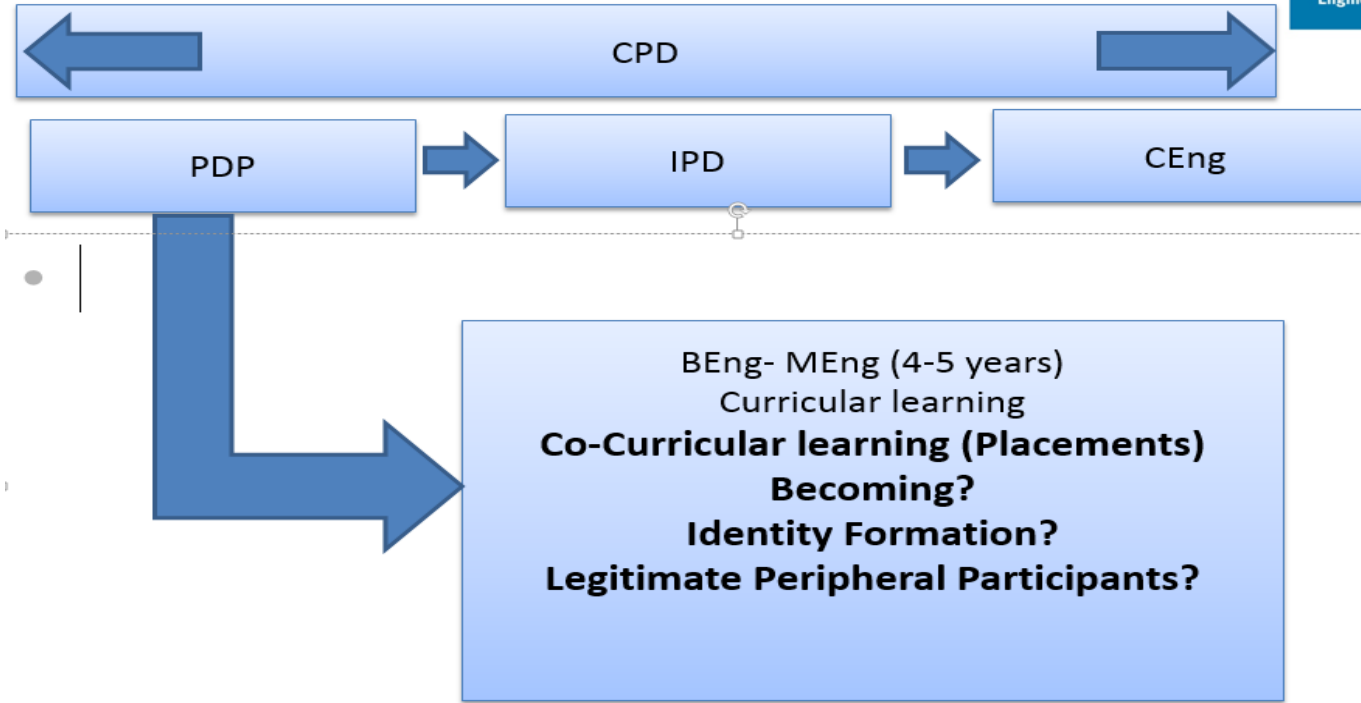 CPD
PDP
IPD
CEng
BEng- MEng (4-5 years)
Curricular learning
Co-Curricular learning (Placements)
Becoming?
Identity Formation?
Legitimate Peripheral Participants?